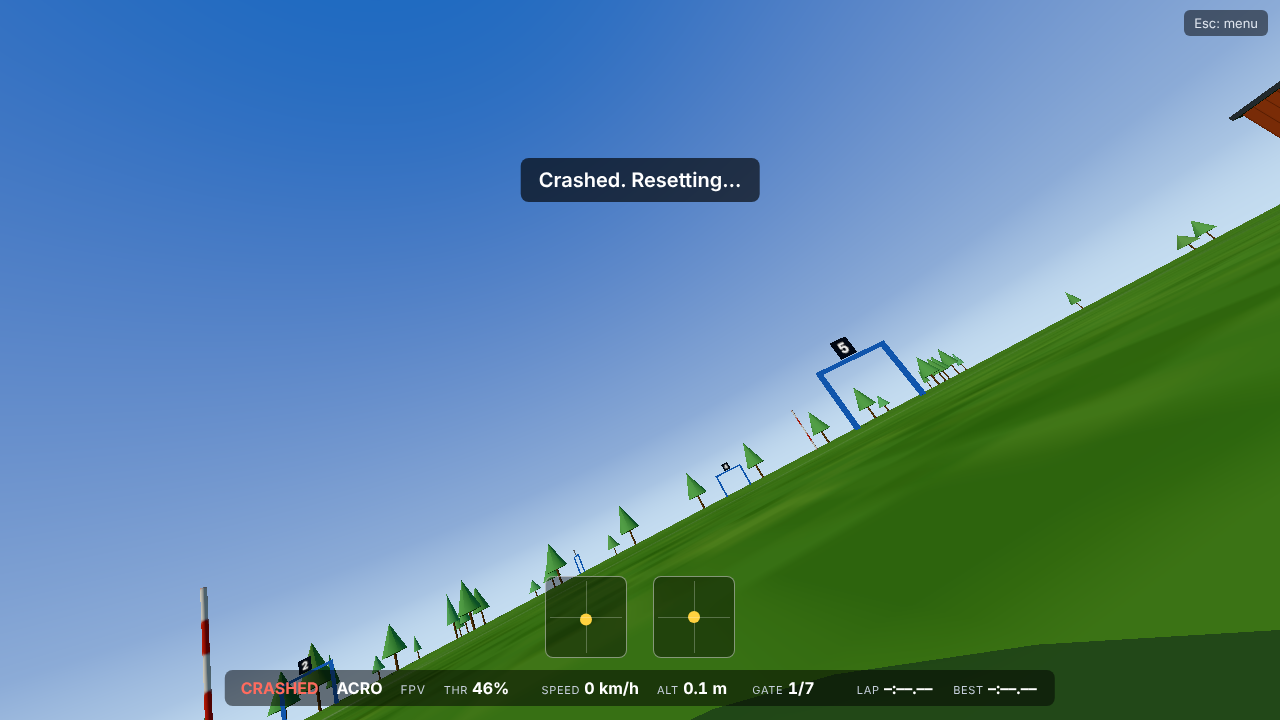 Esc: menu
Crashed. Resetting...
5
2
CRASHED ACRO FPV THR 46% SPEED 0 km/h ALT 0.1 m GATE 1/7 LAP –:––.–– BEST –:––.––